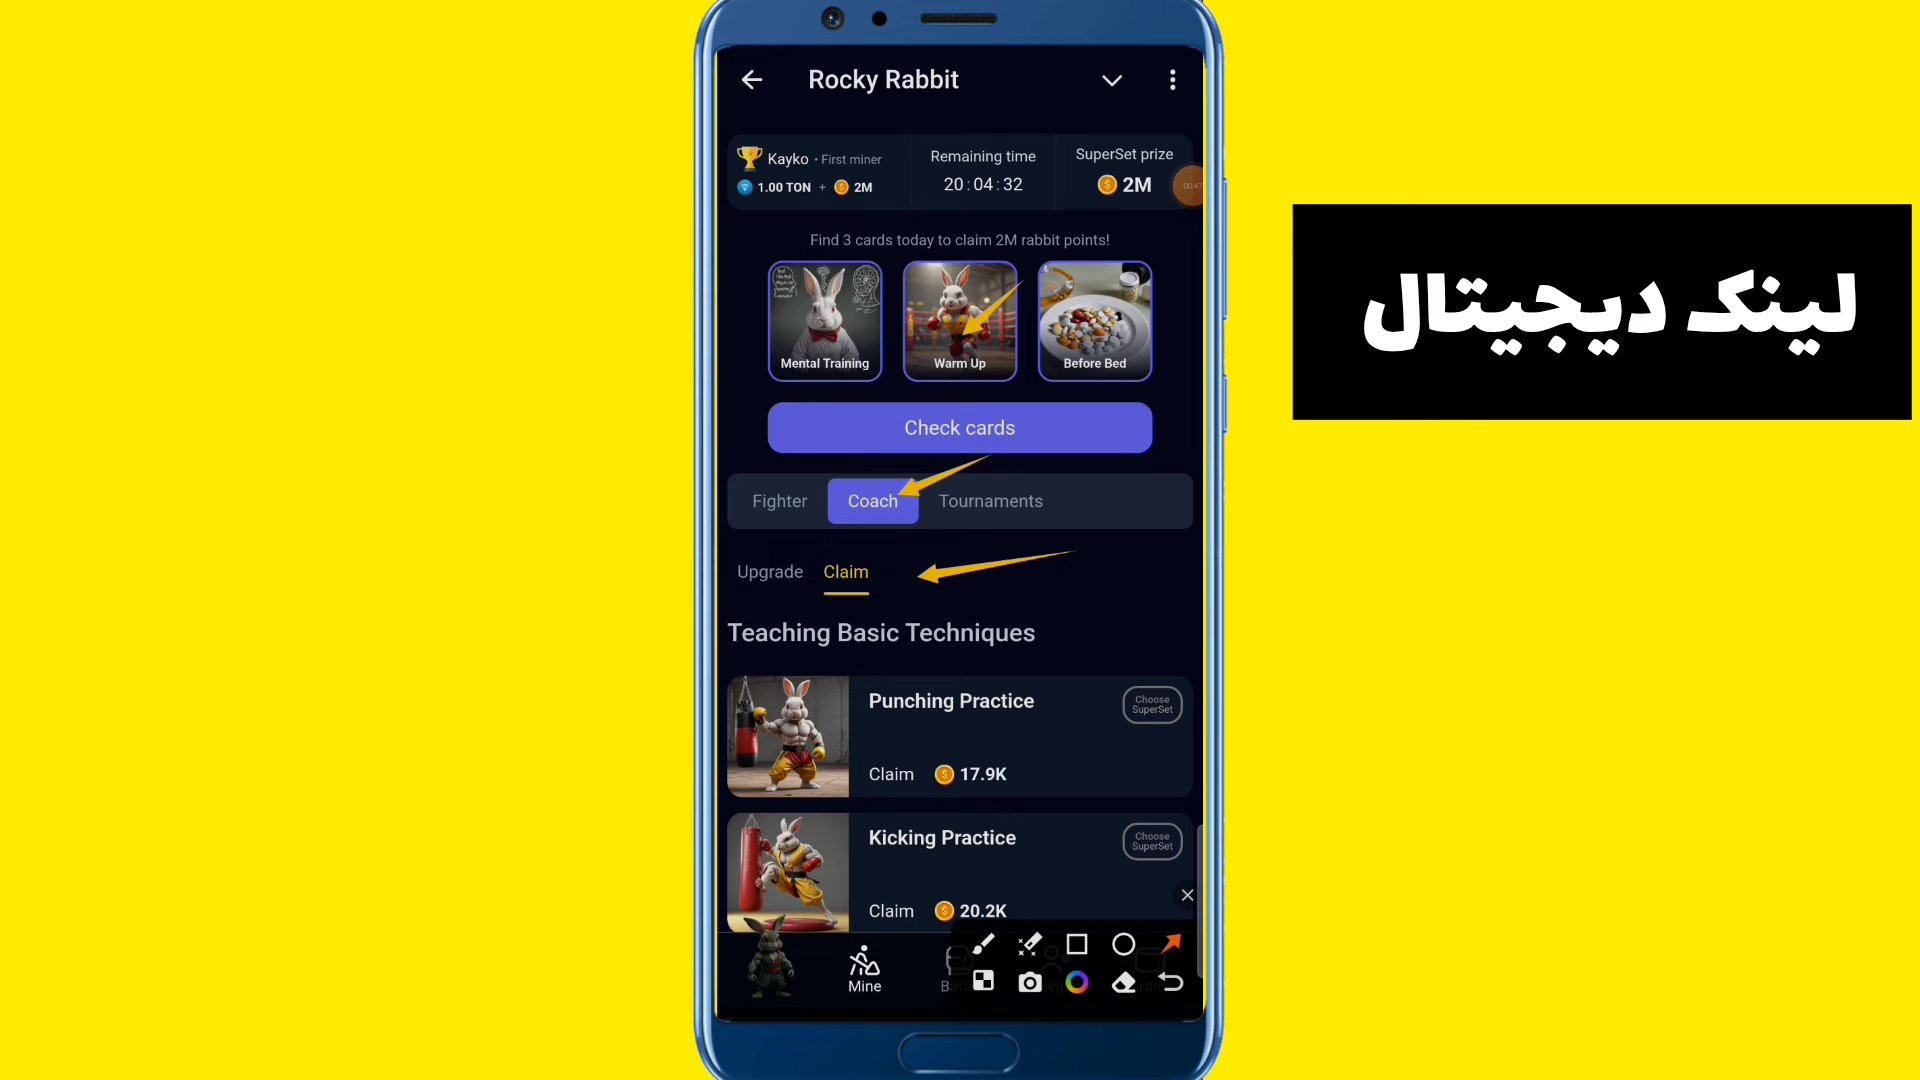 Rocky Rabbit
Kayko • First miner
1.00 TON + 2M
Remaining time
20 : 04 : 32
SuperSet prize
2M
00:47
Find 3 cards today to claim 2M rabbit points!
Mental Training
Warm Up
Before Bed
Check cards
Fighter
Coach
Tournaments
Upgrade
Claim
Teaching Basic Techniques
Punching Practice
Choose
SuperSet
Claim 17.9K
Kicking Practice
Choose
SuperSet
Claim 20.2K
Mine
لینک دیجیتال